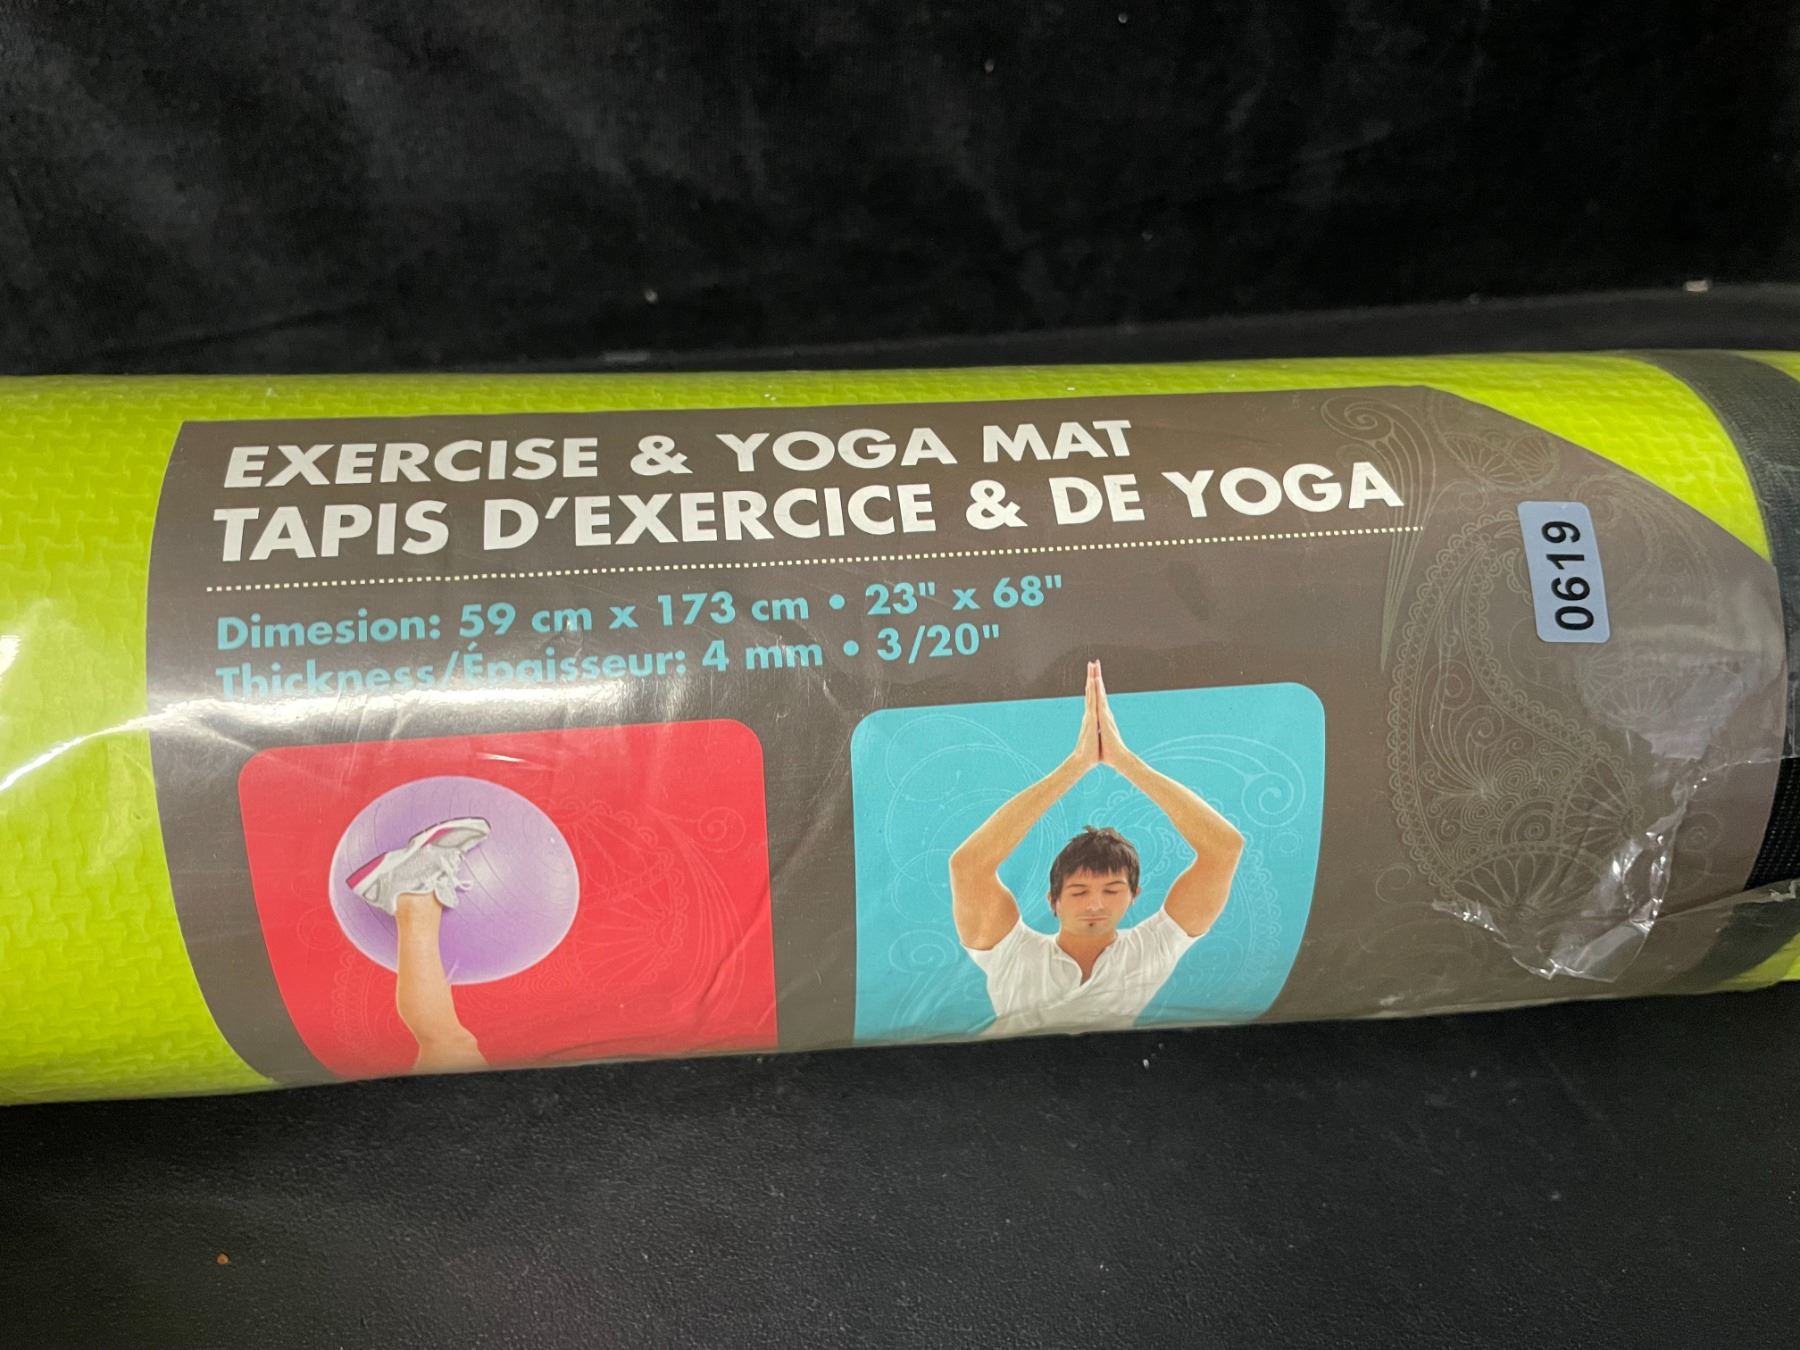 EXERCISE & YOGA MAT
TAPIS D'EXERCICE & DE YOGA
Dimesion: 59 cm x 173 cm • 23" x 68"
Thickness/Épaisseur: 4 mm • 3/20"
0619